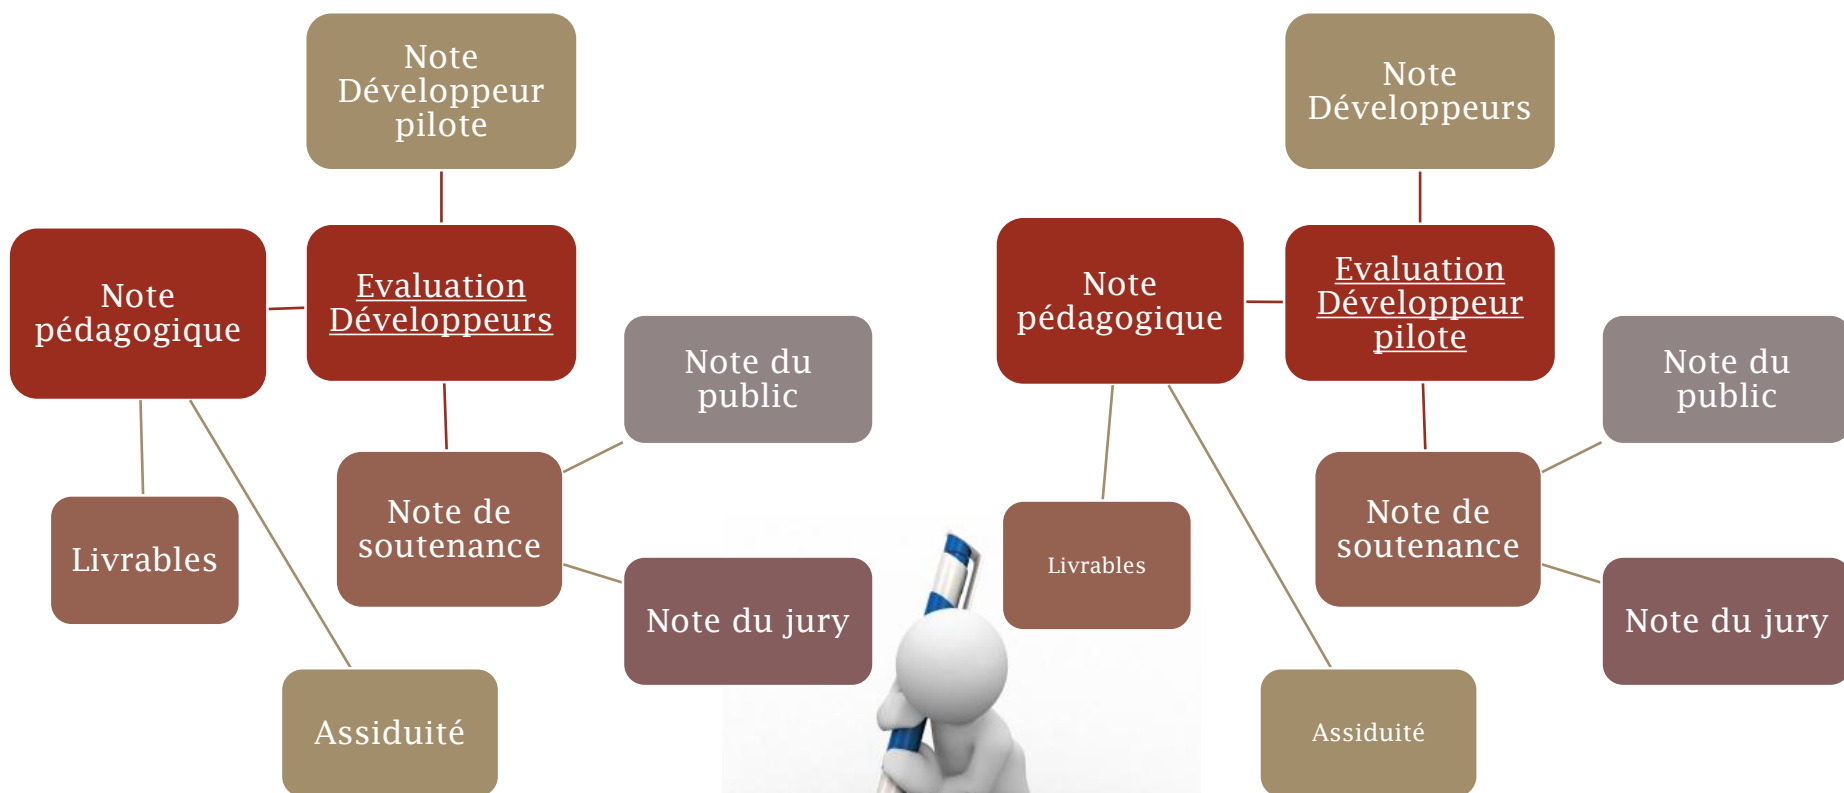 Note
Développeur
pilote
Note
pédagogique
Evaluation
Développeurs
Note du
public
Livrables
Note de
soutenance
Note du jury
Assiduité
Note
Développeurs
Note
pédagogique
Evaluation
Développeur
pilote
Note du
public
Livrables
Note de
soutenance
Note du jury
Assiduité